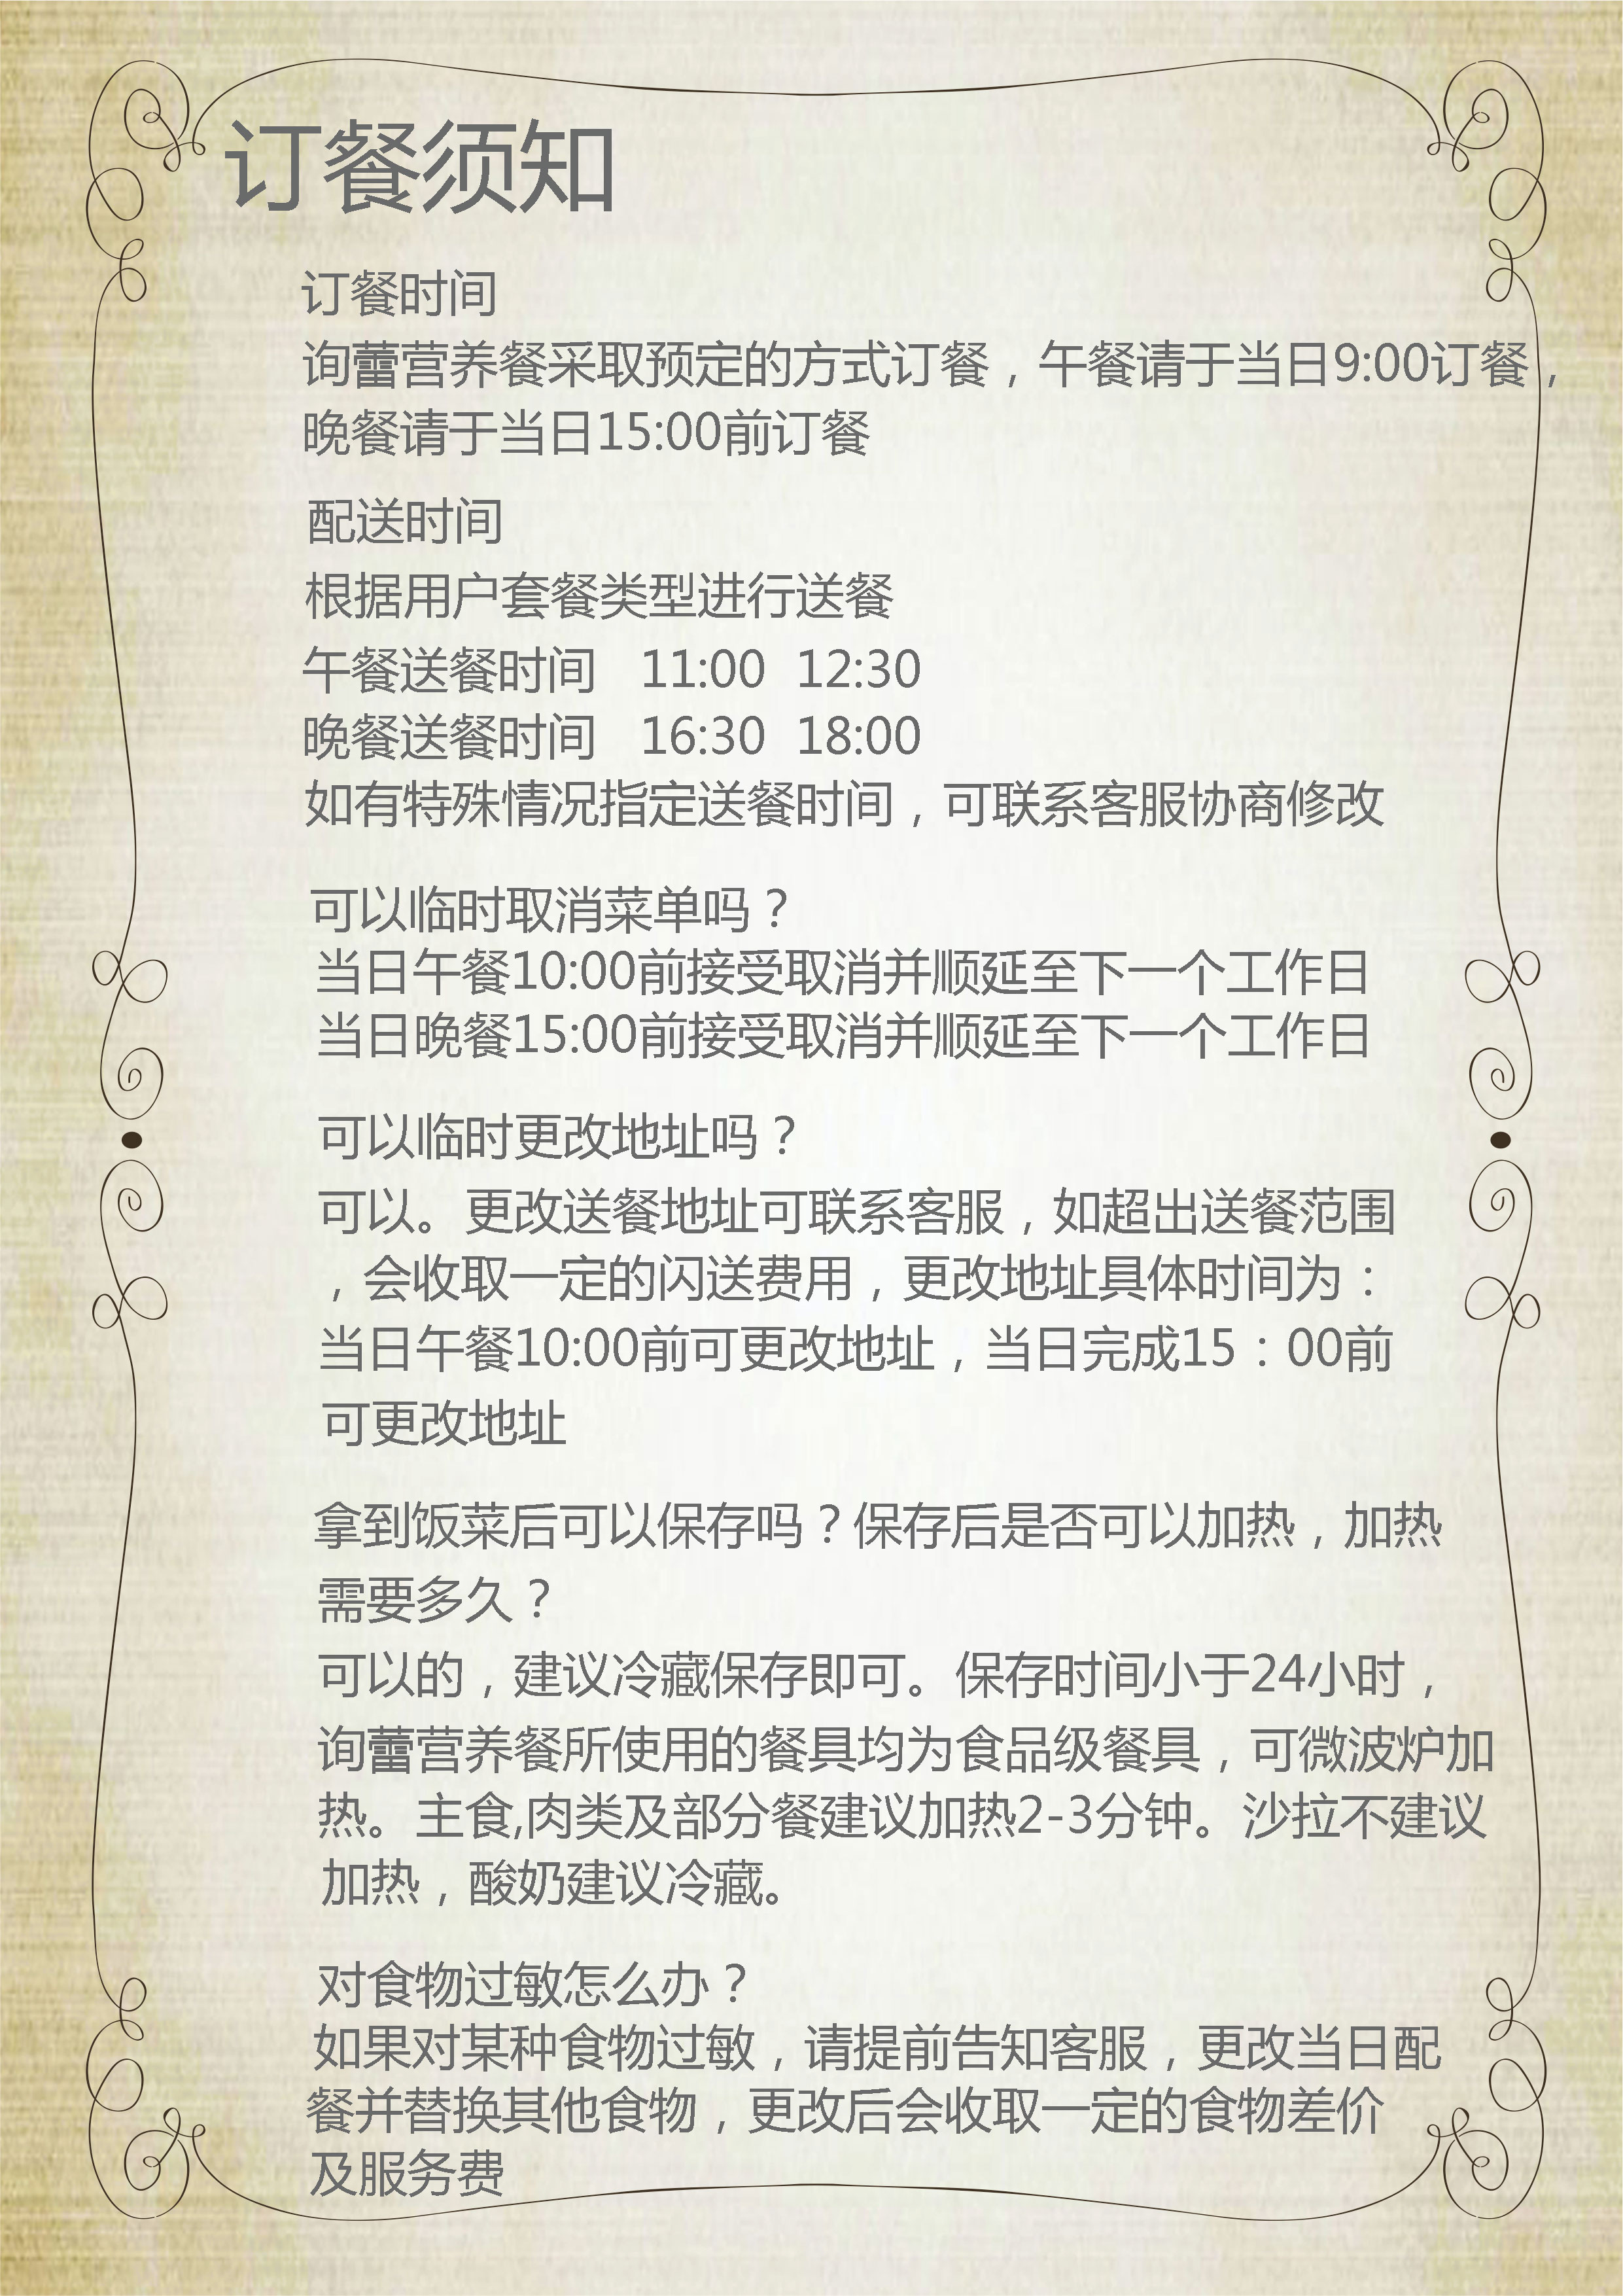 订餐须知
订餐时间
询蕾营养餐采取预定的方式订餐，午餐请于当日9:00订餐，
晚餐请于当日15:00前订餐
配送时间
根据用户套餐类型进行送餐
午餐送餐时间 11:00 12:30
晚餐送餐时间 16:30 18:00
如有特殊情况指定送餐时间，可联系客服协商修改
可以临时取消菜单吗？
当日午餐10:00前接受取消并顺延至下一个工作日
当日晚餐15:00前接受取消并顺延至下一个工作日
可以临时更改地址吗？
可以。更改送餐地址可联系客服，如超出送餐范围
，会收取一定的闪送费用，更改地址具体时间为：
当日午餐10:00前可更改地址，当日完成15：00前
可更改地址
拿到饭菜后可以保存吗？保存后是否可以加热，加热
需要多久？
可以的，建议冷藏保存即可。保存时间小于24小时，
询蕾营养餐所使用的餐具均为食品级餐具，可微波炉加
热。主食,肉类及部分餐建议加热2-3分钟。沙拉不建议
加热，酸奶建议冷藏。
对食物过敏怎么办？
如果对某种食物过敏，请提前告知客服，更改当日配
餐并替换其他食物，更改后会收取一定的食物差价
及服务费